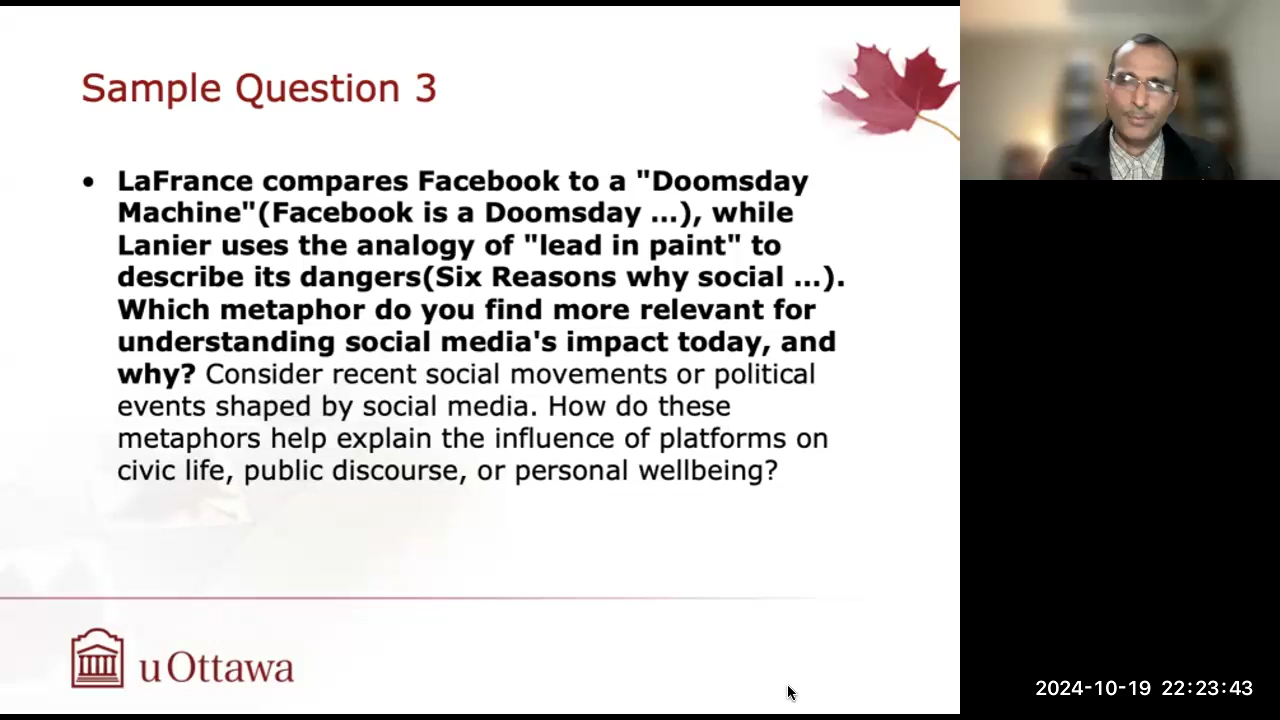 Sample Question 3
• LaFrance compares Facebook to a "Doomsday
Machine"(Facebook is a Doomsday ...), while
Lanier uses the analogy of "lead in paint" to
describe its dangers(Six Reasons why social ...).
Which metaphor do you find more relevant for
understanding social media's impact today, and
why? Consider recent social movements or political
events shaped by social media. How do these
metaphors help explain the influence of platforms on
civic life, public discourse, or personal wellbeing?
uOttawa
2024-10-19 22:23:43